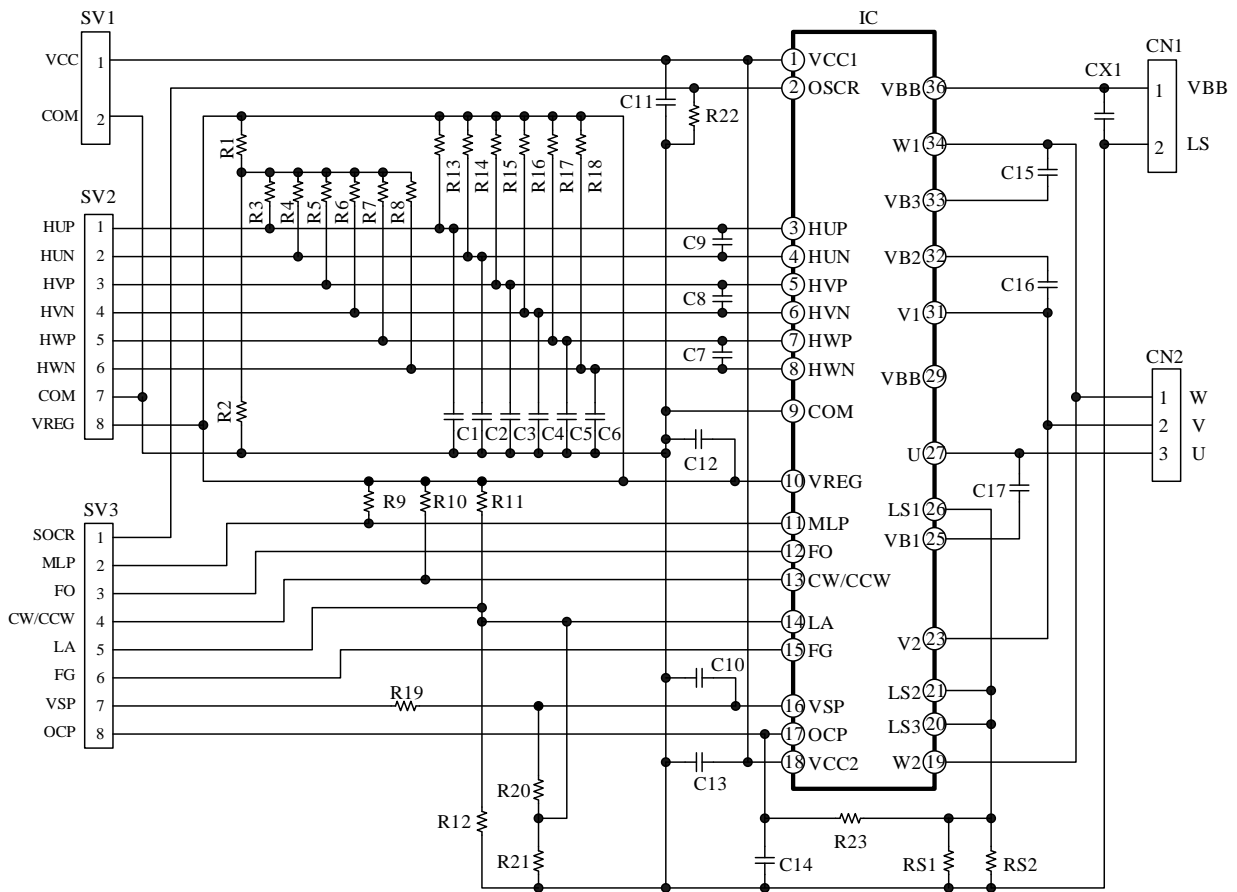 SV1
VCC 1
COM 2
SV2
HUP 1
HUN 2
HVP 3
HVN 4
HWP 5
HWN 6
COM 7
VREG 8
SV3
SOCR 1
MLP 2
FO 3
CW/CCW 4
LA 5
FG 6
VSP 7
OCP 8
R1
R2
R3
R4
R5
R6
R7
R8
R13
R14
R15
R16
R17
R18
C11
R22
C9
C8
C7
C1
C2
C3
C4
C5
C6
C12
R9
R10
R11
R19
C10
C13
R20
R12
R21
C14
R23
RS1
RS2
IC
1 VCC1
2 OSCR
3 HUP
4 HUN
5 HVP
6 HVN
7 HWP
8 HWN
9 COM
10 VREG
11 MLP
12 FO
13 CW/CCW
14 LA
15 FG
16 VSP
17 OCP
18 VCC2
VBB 36
W1 34
VB3 33
VB2 32
V1 31
VBB 29
U 27
LS1 26
VB1 25
V2 23
LS2 21
LS3 20
W2 19
CX1
C15
C16
C17
CN1
1 VBB
2 LS
CN2
1 W
2 V
3 U